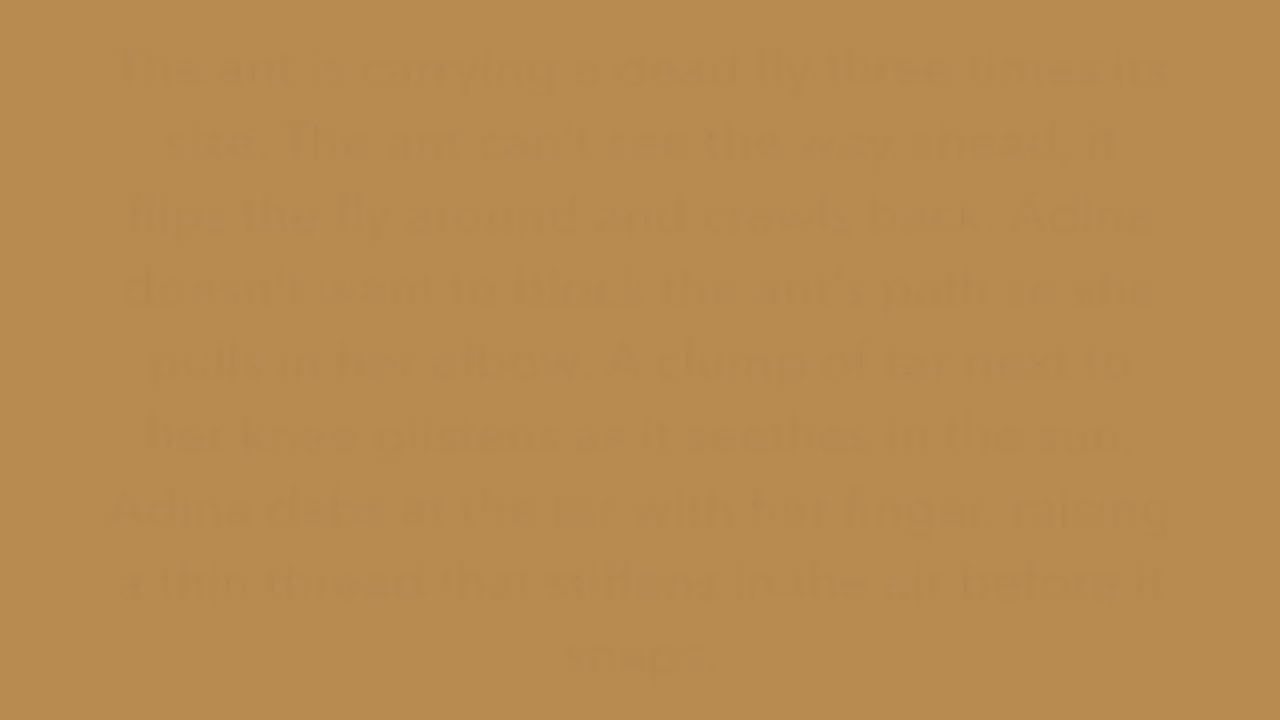 The ant is carrying a dead fly three times its
size. The ant can't see the way ahead, it
flips the fly around and crawls back. Adina
doesn't want to block the ant's path so she
pulls in her elbow. A clump of tar next to
her knee glistens as it seethes in the sun.
Adina dabs at the tar with her finger, raising
a thin thread that stiffens in the air before it
snaps.